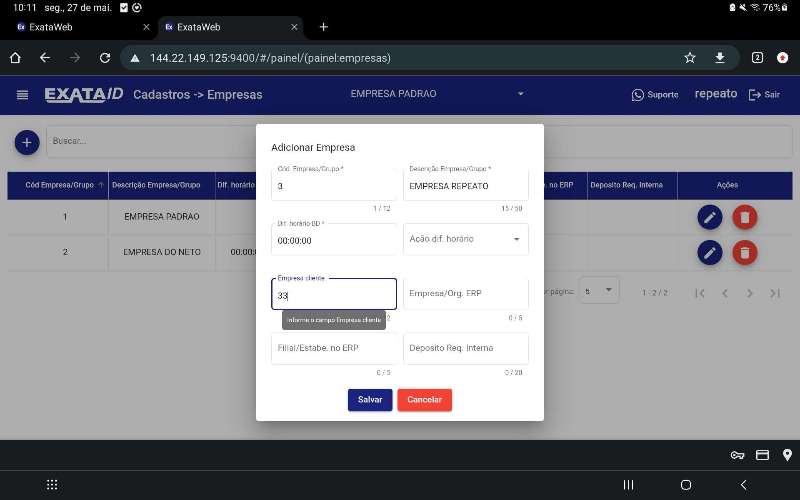 10:11 seg., 27 de mai. 76%
Ex ExataWeb
Ex ExataWeb
144.22.149.125:9400/#/painel/(painel:empresas)
2
EXATAID Cadastros -> Empresas EMPRESA PADRAO Suporte repeato Sair
Buscar...
Adicionar Empresa
Cód. Empresa/Grupo *
3
1 / 12
Descrição Empresa/Grupo *
EMPRESA REPEATO
15 / 50
Dif. horário BD *
00:00:00
Ação dif. horário
Empresa cliente
33
2
Informe o campo Empresa cliente
Empresa/Org. ERP
0 / 5
Filial/Estabe. no ERP
0 / 5
Deposito Req. Interna
0 / 20
Salvar Cancelar
Cód Empresa/Grupo Descrição Empresa/Grupo Dif. horário no ERP Deposito Req. Interna Ações
1 EMPRESA PADRAO
2 EMPRESA DO NETO 00:00:
página: 5 1 - 2 / 2